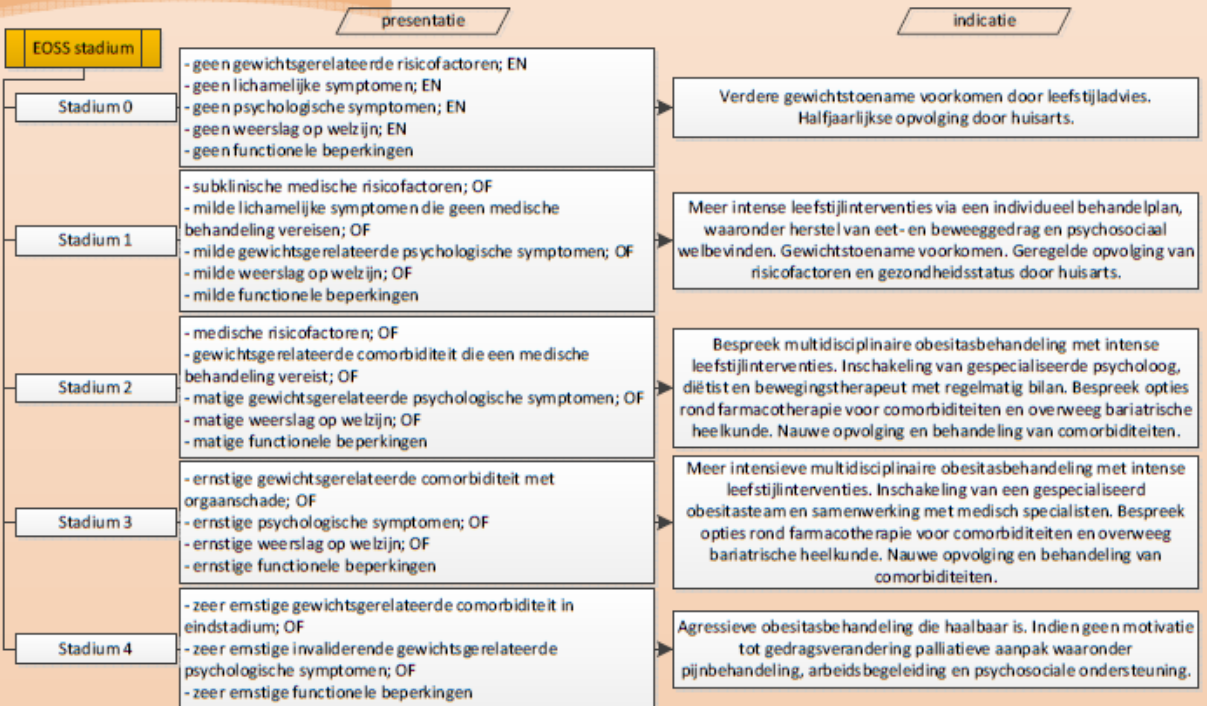 presentatie
indicatie
EOSS stadium
Stadium 0
- geen gewichtsgerelateerde risicofactoren; EN
- geen lichamelijke symptomen; EN
- geen psychologische symptomen; EN
- geen weerslag op welzijn; EN
- geen functionele beperkingen
Verdere gewichtstoename voorkomen door leefstijladvies.
Halfjaarlijkse opvolging door huisarts.
Stadium 1
- subklinische medische risicofactoren; OF
- milde lichamelijke symptomen die geen medische
behandeling vereisen; OF
- milde gewichtsgerelateerde psychologische symptomen; OF
- milde weerslag op welzijn; OF
- milde functionele beperkingen
Meer intense leefstijlinterventies via een individueel behandelplan,
waaronder herstel van eet- en beweeggedrag en psychosociaal
welbevinden. Gewichtstoename voorkomen. Geregelde opvolging van
risicofactoren en gezondheidsstatus door huisarts.
Stadium 2
- medische risicofactoren; OF
- gewichtsgerelateerde comorbiditeit die een medische
behandeling vereist; OF
- matige gewichtsgerelateerde psychologische symptomen; OF
- matige weerslag op welzijn; OF
- matige functionele beperkingen
Bespreek multidisciplinaire obesitasbehandeling met intense
leefstijlinterventies. Inschakeling van gespecialiseerde psycholoog,
diëtist en bewegingstherapeut met regelmatig bilan. Bespreek opties
rond farmacotherapie voor comorbiditeiten en overweeg bariatrische
heelkunde. Nauwe opvolging en behandeling van comorbiditeiten.
Stadium 3
- ernstige gewichtsgerelateerde comorbiditeit met
orgaanschade; OF
- ernstige psychologische symptomen; OF
- ernstige weerslag op welzijn; OF
- ernstige functionele beperkingen
Meer intensieve multidisciplinaire obesitasbehandeling met intense
leefstijlinterventies. Inschakeling van een gespecialiseerd
obesitasteam en samenwerking met medisch specialisten. Bespreek
opties rond farmacotherapie voor comorbiditeiten en overweeg
bariatrische heelkunde. Nauwe opvolging en behandeling van
comorbiditeiten.
Stadium 4
- zeer ernstige gewichtsgerelateerde comorbiditeit in
eindstadium; OF
- zeer ernstige invaliderende gewichtsgerelateerde
psychologische symptomen; OF
- zeer ernstige functionele beperkingen
Agressieve obesitasbehandeling die haalbaar is. Indien geen motivatie
tot gedragsverandering palliatieve aanpak waaronder
pijnbehandeling, arbeidsbegeleiding en psychosociale ondersteuning.